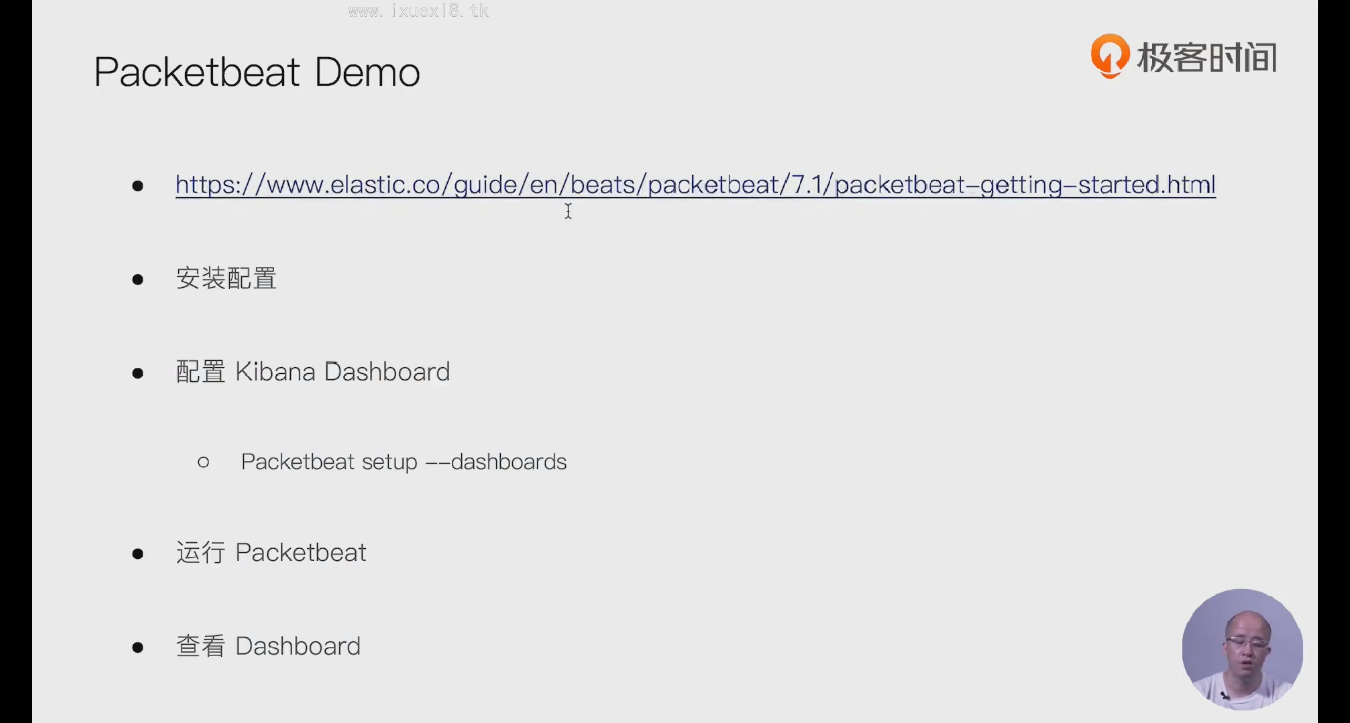 www.ixuexi8.tk
Packetbeat Demo
极客时间
https://www.elastic.co/guide/en/beats/packetbeat/7.1/packetbeat-getting-started.html
安装配置
配置 Kibana Dashboard
Packetbeat setup --dashboards
运行 Packetbeat
查看 Dashboard